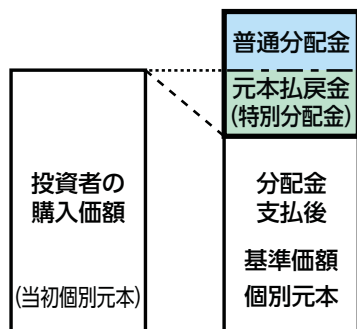 普通分配金
元本払戻金
(特別分配金)
投資者の
購入価額
(当初個別元本)
分配金
支払後
基準価額
個別元本